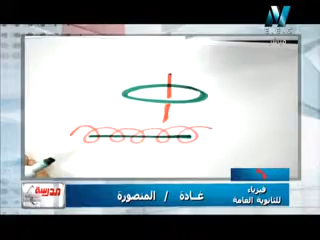 فيزياء
للثانوية العامة
غادة / المنصورة
مدرسة